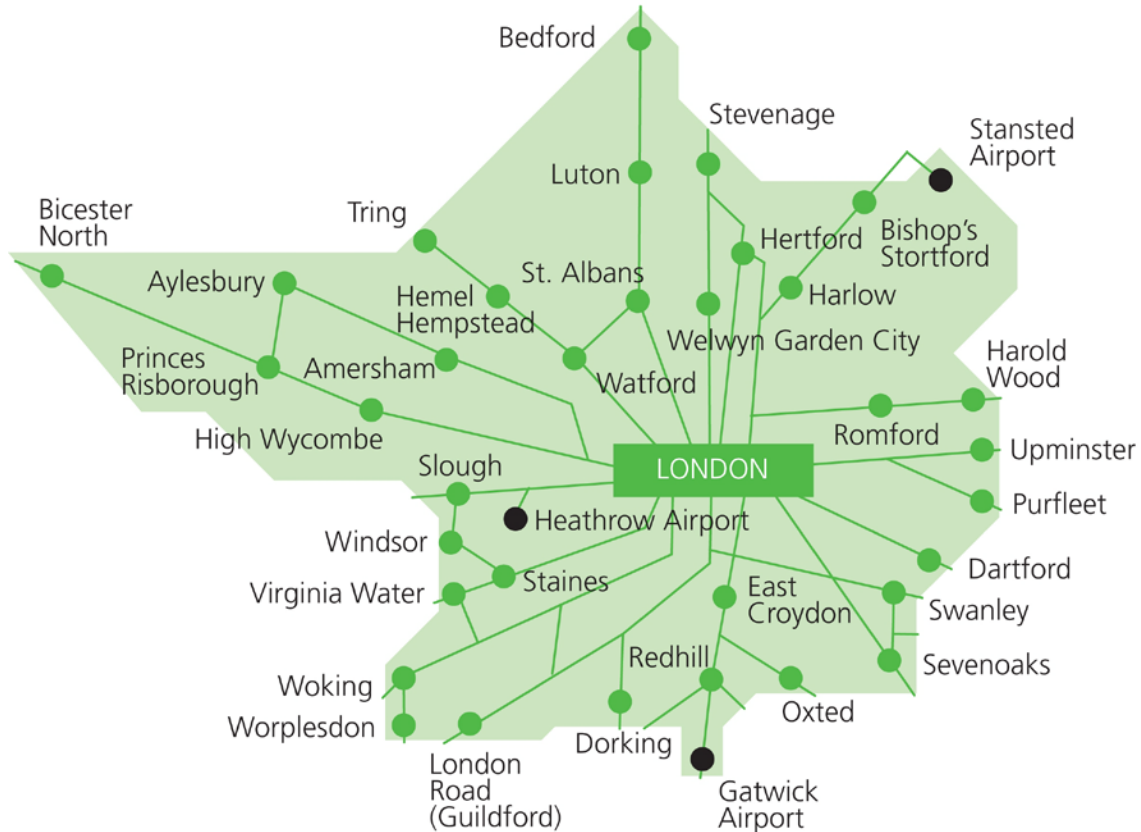 Bedford
Stevenage
Stansted
Airport
Luton
Bicester
North
Tring
Hertford
Bishop's
Stortford
Aylesbury
St. Albans
Hemel
Hempstead
Harlow
Welwyn Garden City
Princes
Risborough
Amersham
Watford
Harold
Wood
High Wycombe
Romford
Slough
LONDON
Upminster
Purfleet
Heathrow Airport
Windsor
Dartford
Virginia Water
Staines
East
Croydon
Swanley
Redhill
Sevenoaks
Woking
Oxted
Worplesdon
Dorking
London
Road
(Guildford)
Gatwick
Airport